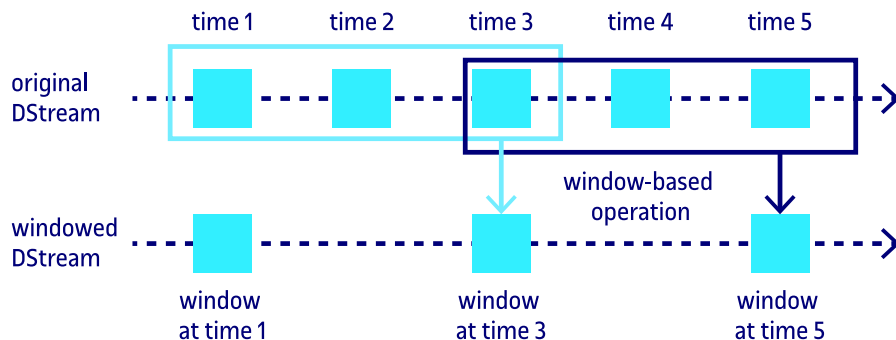 time 1 time 2 time 3 time 4 time 5
original
DStream
window-based
operation
windowed
DStream
window
at time 1
window
at time 3
window
at time 5